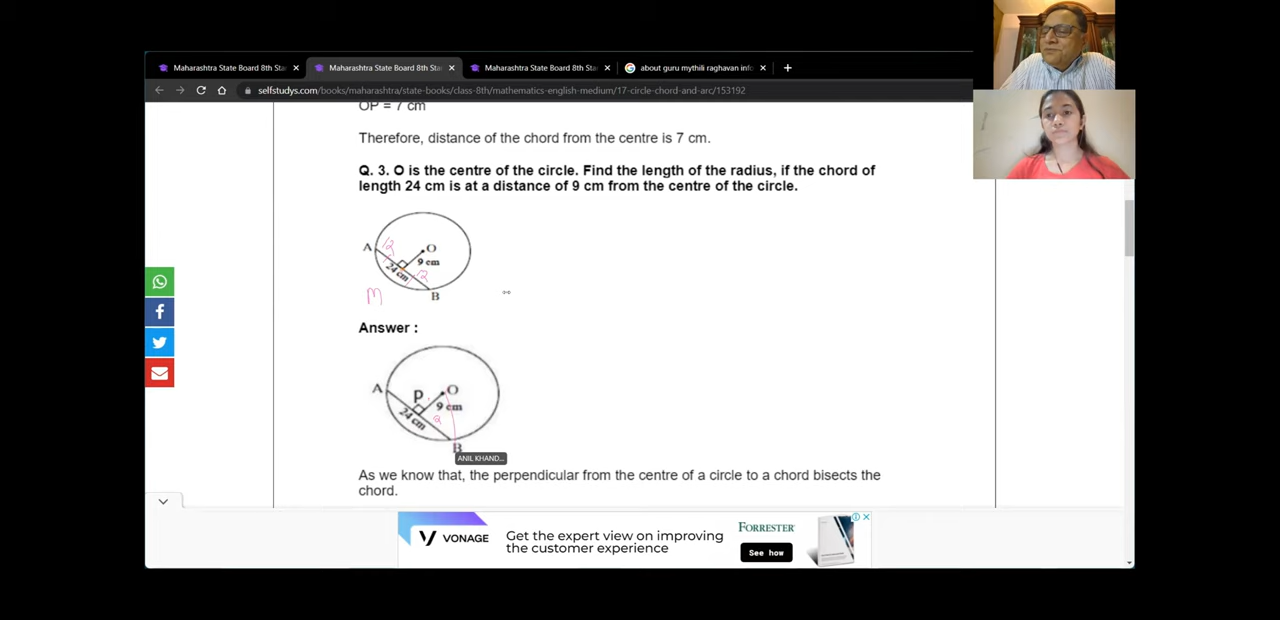 Maharashtra State Board 8th Sta
Maharashtra State Board 8th Sta
Maharashtra State Board 8th Sta
about guru mythili raghavan info
selfstudys.com/books/maharashtra/state-books/class-8th/mathematics-english-medium/17-circle-chord-and-arc/153192
OP = 7 cm
Therefore, distance of the chord from the centre is 7 cm.
Q. 3. O is the centre of the circle. Find the length of the radius, if the chord of
length 24 cm is at a distance of 9 cm from the centre of the circle.
A
12
O
9 cm
24 cm
12
M
B
Answer :
A
P
O
9 cm
24 cm
B
ANIL KHAND...
As we know that, the perpendicular from the centre of a circle to a chord bisects the
chord.
VONAGE
Get the expert view on improving
the customer experience
FORRESTER
See how